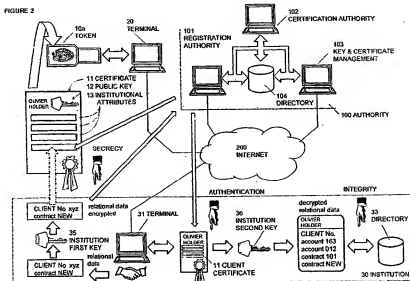 FIGURE 2
10a
TOKEN
20
TERMINAL
102
CERTIFICATION AUTHORITY
101
REGISTRATION
AUTHORITY
103
KEY & CERTIFICATE
MANAGEMENT
104
DIRECTORY
100 AUTHORITY
11 CERTIFICATE
12 PUBLIC KEY
13 INSTITUTIONAL
ATTRIBUTES
OLIVIER
HOLDER
SECRECY
200
INTERNET
AUTHENTICATION
INTEGRITY
CLIENT No xyz
contract NEW
relational data
encrypted
31 TERMINAL
35
INSTITUTION
FIRST KEY
relational
data
CLIENT No xyz
contract NEW
OLIVIER
HOLDER
11 CLIENT
CERTIFICATE
36
INSTITUTION
SECOND KEY
decrypted
relational data
OLIVIER
HOLDER
CLIENT No.
account 163
account 012
contract 101
contract NEW
33
DIRECTORY
30 INSTITUTION